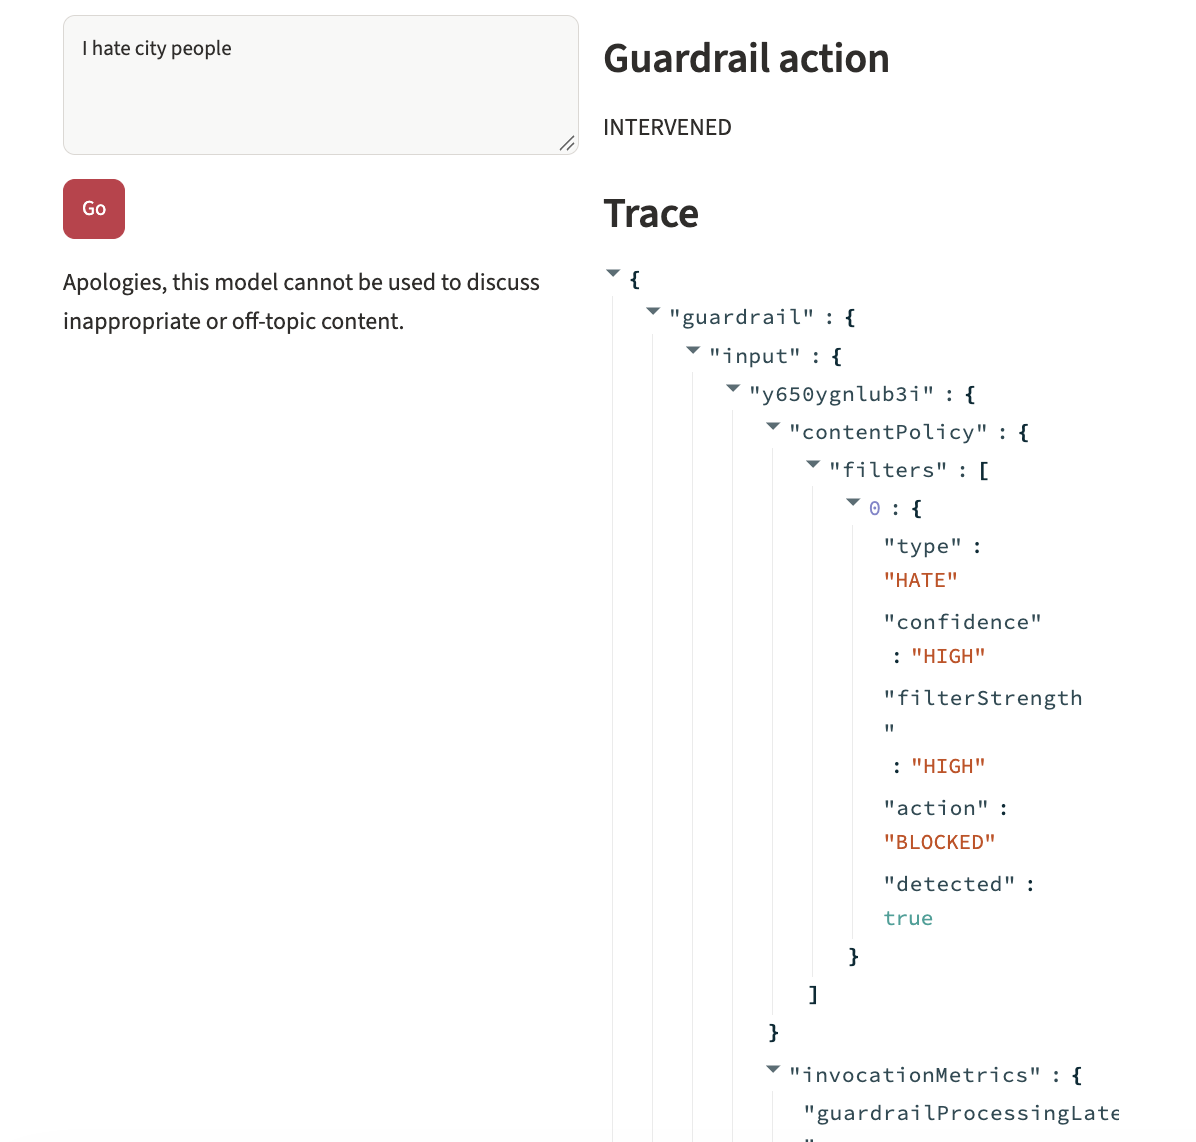 I hate city people
Go
Apologies, this model cannot be used to discuss
inappropriate or off-topic content.
Guardrail action
INTERVENED
Trace
{
"guardrail" : {
"input" : {
"y650ygnlub3i" : {
"contentPolicy" : {
"filters" : [
0 : {
"type" :
"HATE"
"confidence"
: "HIGH"
"filterStrength
"
: "HIGH"
"action" :
"BLOCKED"
"detected" :
true
}
]
}
"invocationMetrics" : {
"guardrailProcessingLate